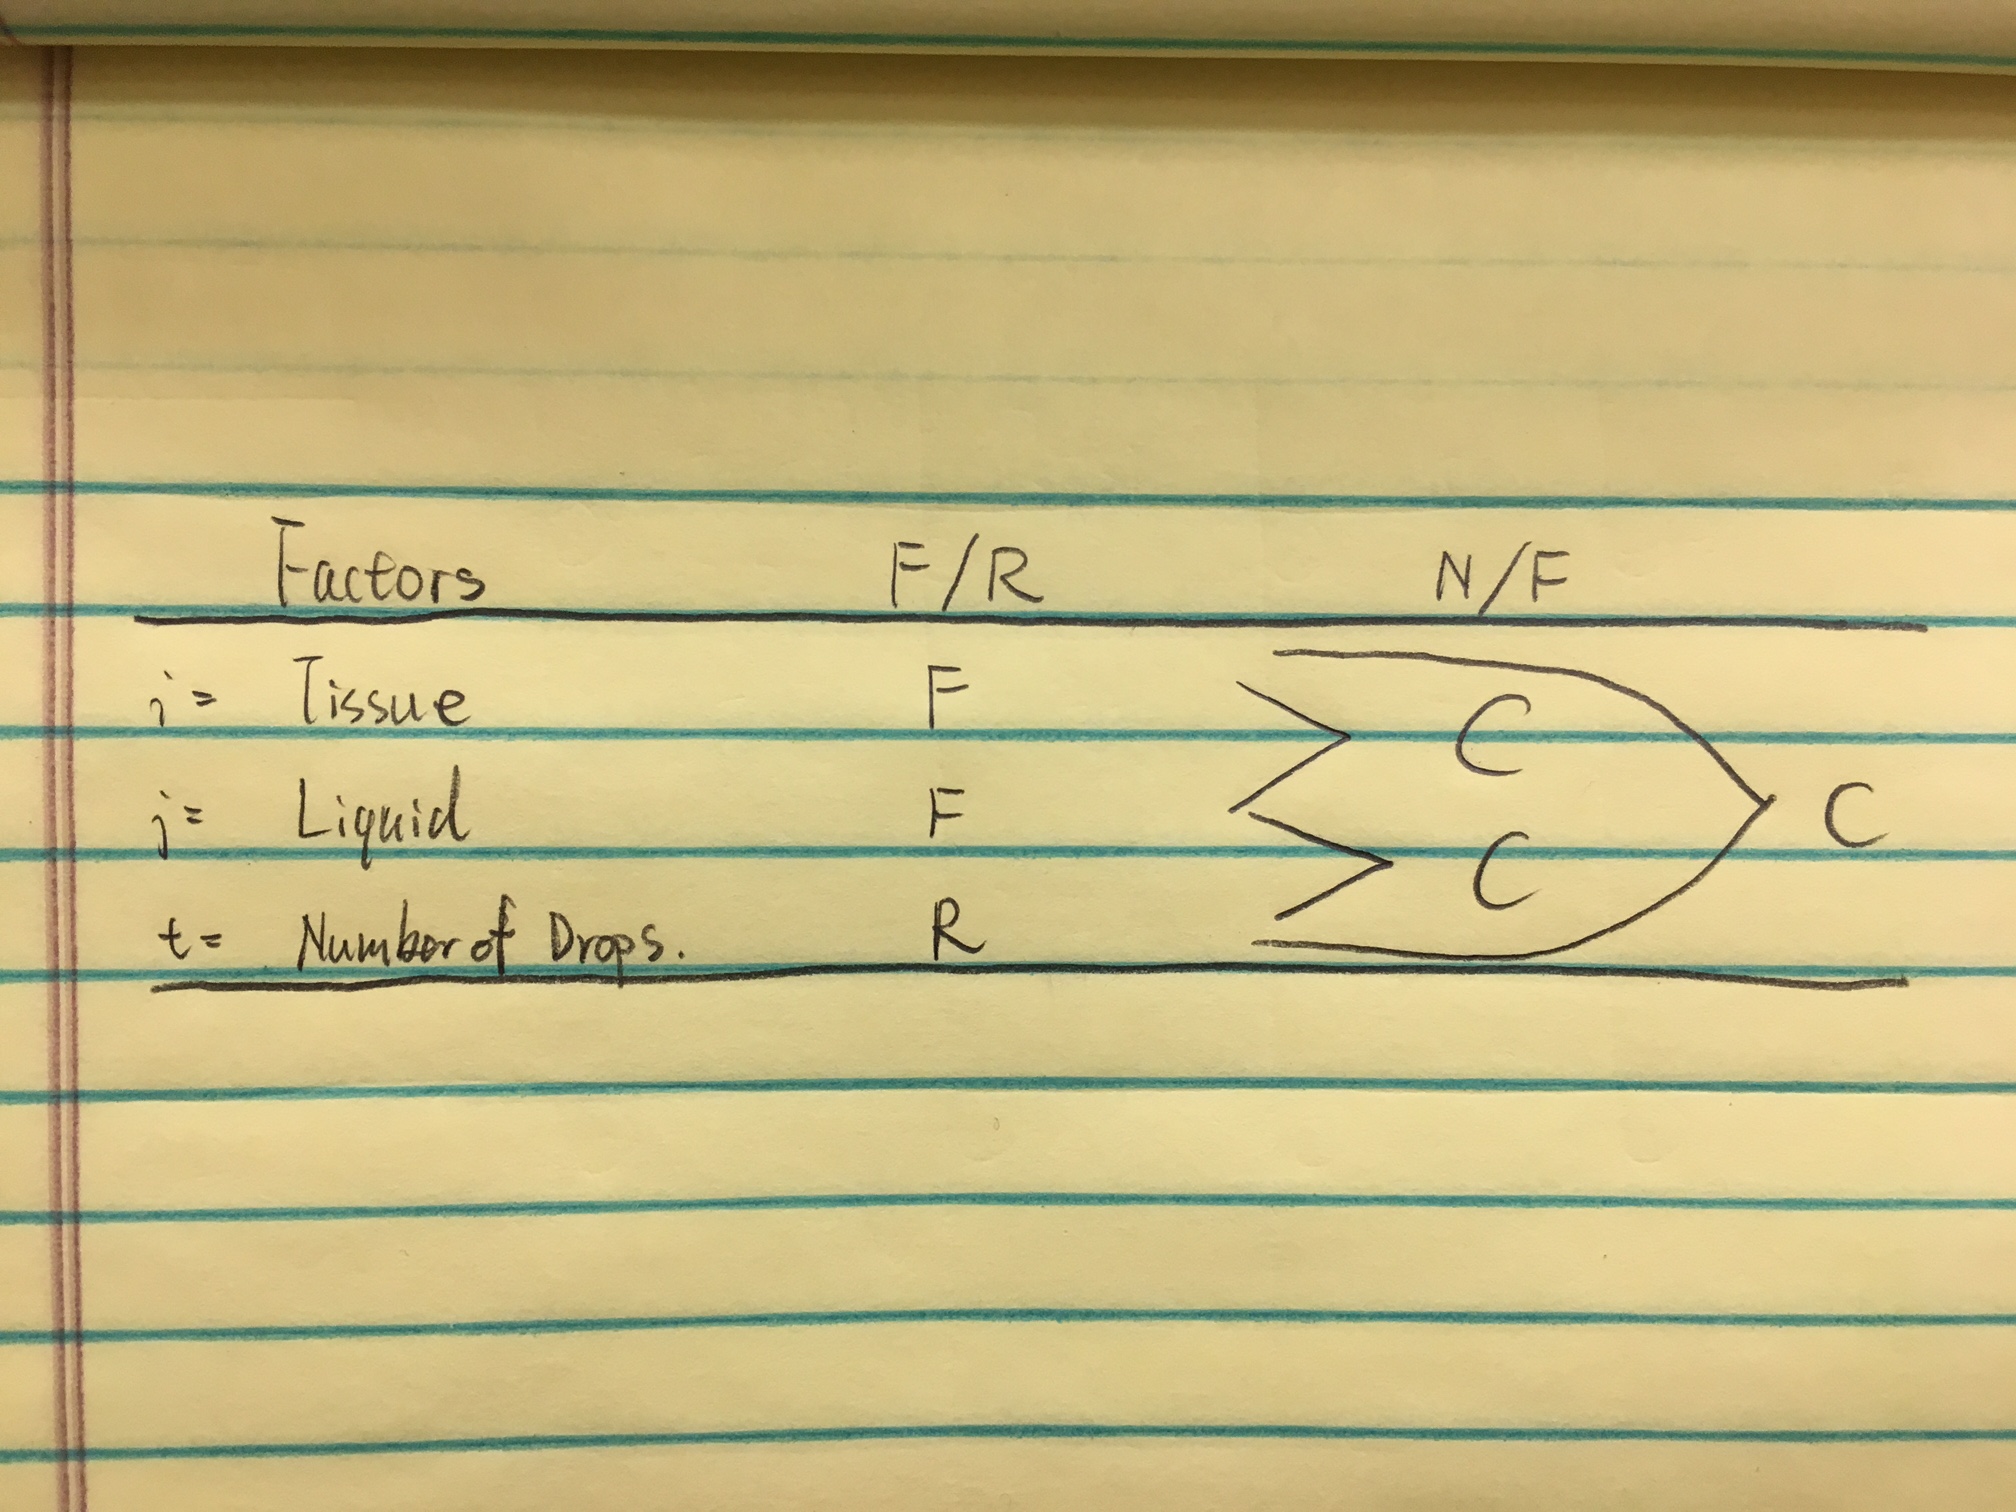 Factors F/R N/F
i= Tissue F C
j= Liquid F C
C
t= Number of Drops. R